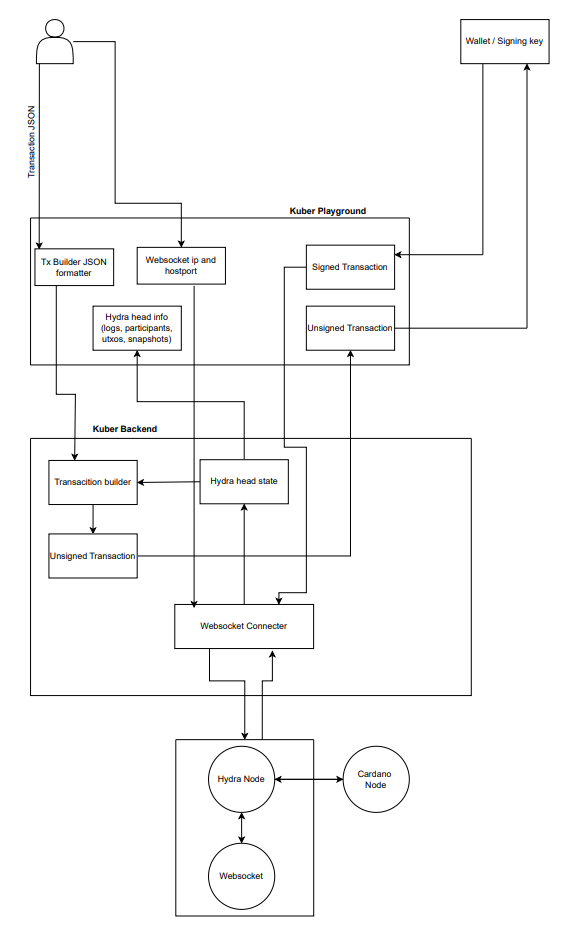 Wallet / Signing key
Transaction JSON
Kuber Playground
Tx Builder JSON
formatter
Websocket ip and
hostport
Signed Transaction
Hydra head info
(logs, participants,
utxos, snapshots)
Unsigned Transaction
Kuber Backend
Transacition builder
Hydra head state
Unsigned Transaction
Websocket Connecter
Hydra Node
Cardano
Node
Websocket